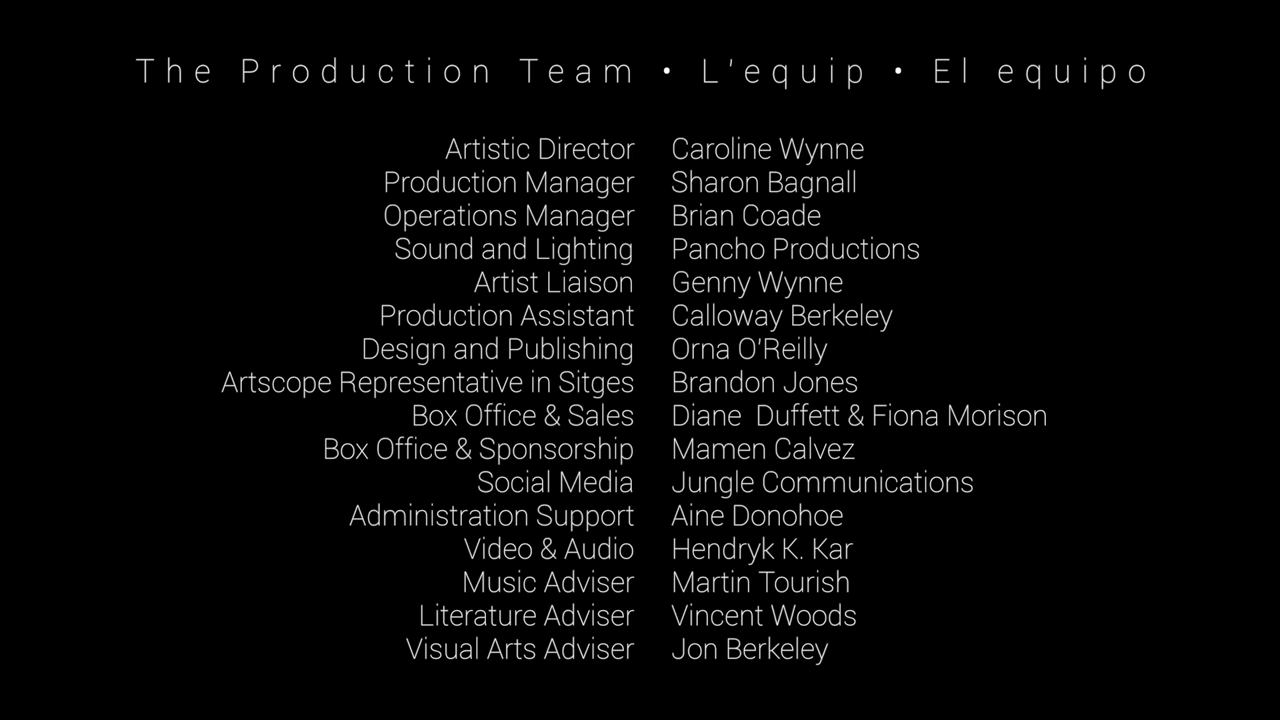 The Production Team • L'equip • El equipo
Artistic Director Caroline Wynne
Production Manager Sharon Bagnall
Operations Manager Brian Coade
Sound and Lighting Pancho Productions
Artist Liaison Genny Wynne
Production Assistant Calloway Berkeley
Design and Publishing Orna O'Reilly
Artscope Representative in Sitges Brandon Jones
Box Office & Sales Diane  Duffett & Fiona Morison
Box Office & Sponsorship Mamen Calvez
Social Media Jungle Communications
Administration Support Aine Donohoe
Video & Audio Hendryk K. Kar
Music Adviser Martin Tourish
Literature Adviser Vincent Woods
Visual Arts Adviser Jon Berkeley